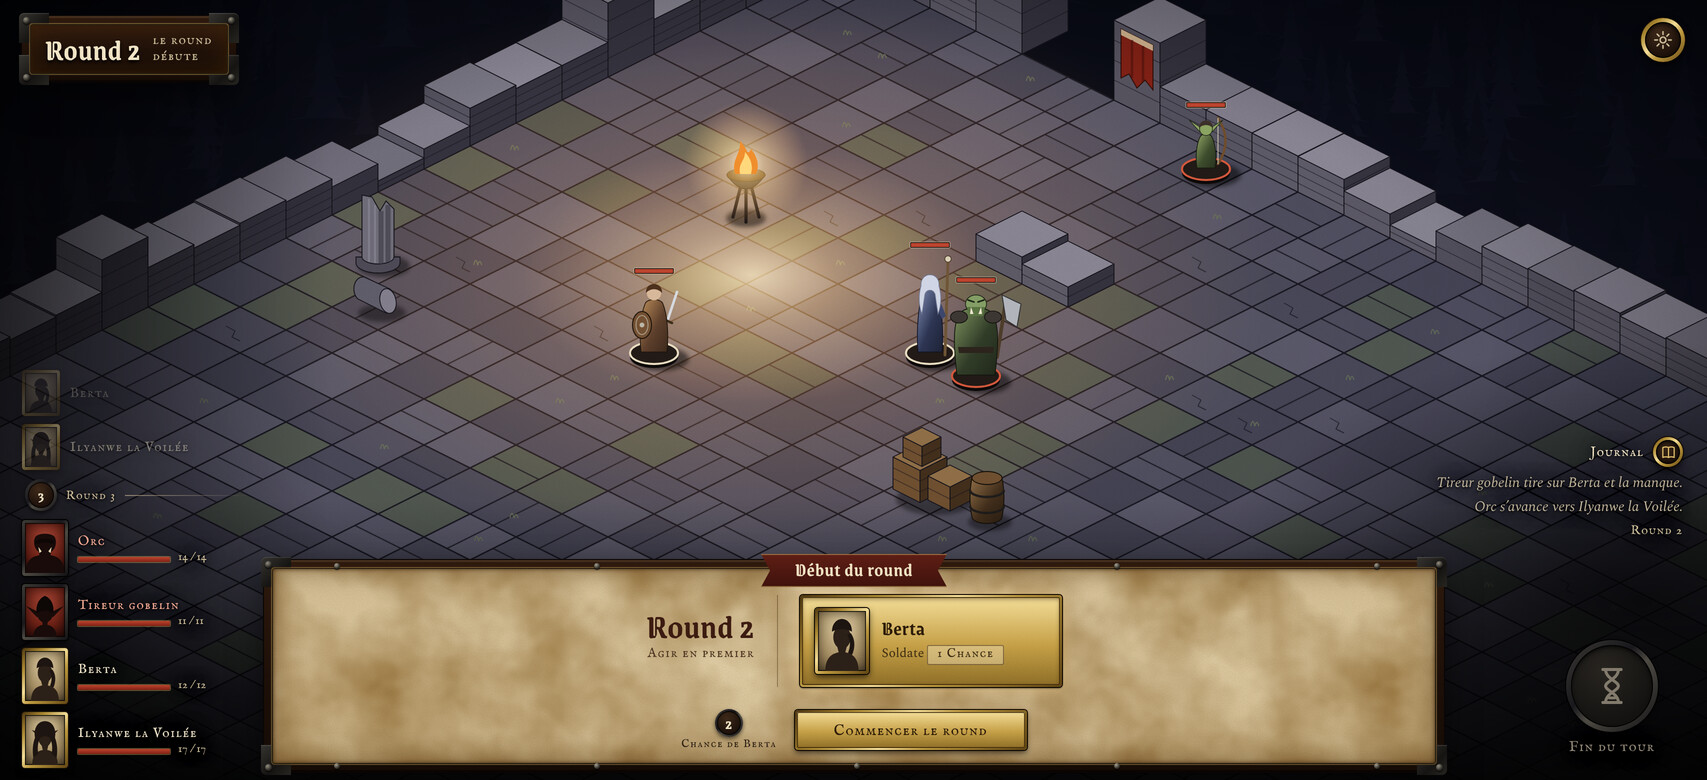 Round 2
Le round
débute
Berta
Ilyanwe la Voilée
3 Round 3
Orc
14/14
Tireur gobelin
11/11
Berta
12/12
Ilyanwe la Voilée
17/17
Journal
Tireur gobelin tire sur Berta et la manque.
Orc s'avance vers Ilyanwe la Voilée.
Round 2
Début du round
Round 2
Agir en premier
Berta
Soldate 1 Chance
2
Chance de Berta
Commencer le round
Fin du tour